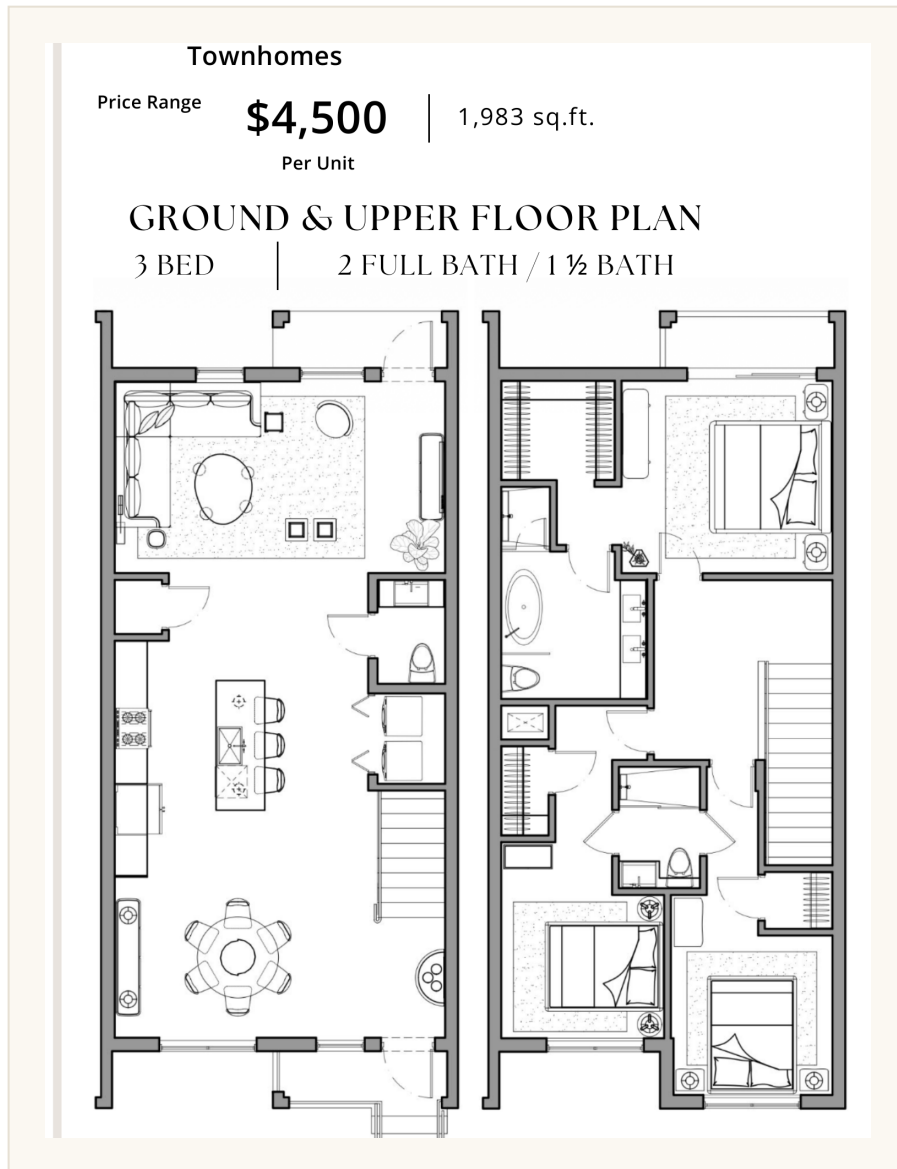 Townhomes
Price Range
$4,500
1,983 sq.ft.
Per Unit
GROUND & UPPER FLOOR PLAN
3 BED
2 FULL BATH / 1 ½ BATH